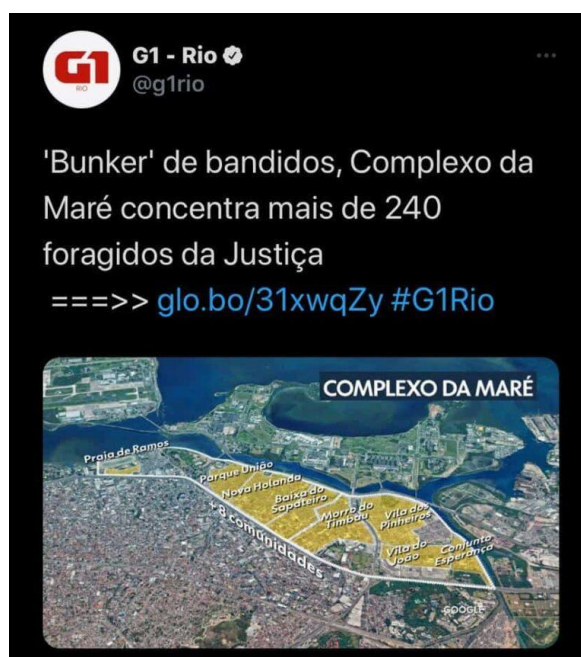 G1
RIO
G1 - Rio
@g1rio
'Bunker' de bandidos, Complexo da
Maré concentra mais de 240
foragidos da Justiça
===>> glo.bo/31xwqZy #G1Rio
COMPLEXO DA MARÉ
Praia de Ramos
Parque União
Nova Holanda
Baixa do
Sapateiro
Morro do
Timbau
Vila dos
Pinheiros
Vila do
João
Conjunto
Esperança
+8 comunidades
GOOGLE